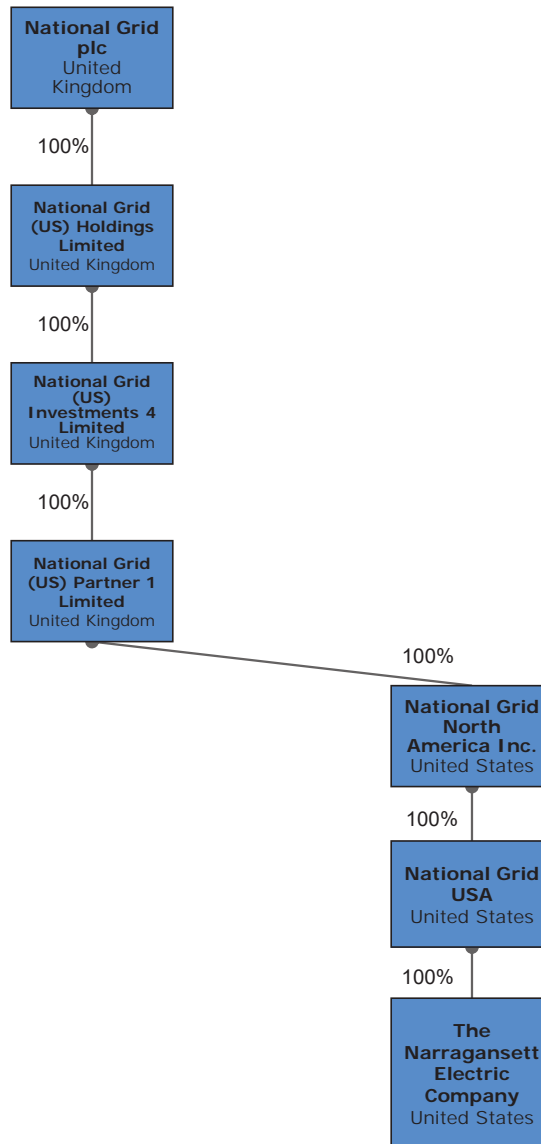 National Grid
plc
United
Kingdom
100%
National Grid
(US) Holdings
Limited
United Kingdom
100%
National Grid
(US)
Investments 4
Limited
United Kingdom
100%
National Grid
(US) Partner 1
Limited
United Kingdom
100%
National Grid
North
America Inc.
United States
100%
National Grid
USA
United States
100%
The
Narragansett
Electric
Company
United States